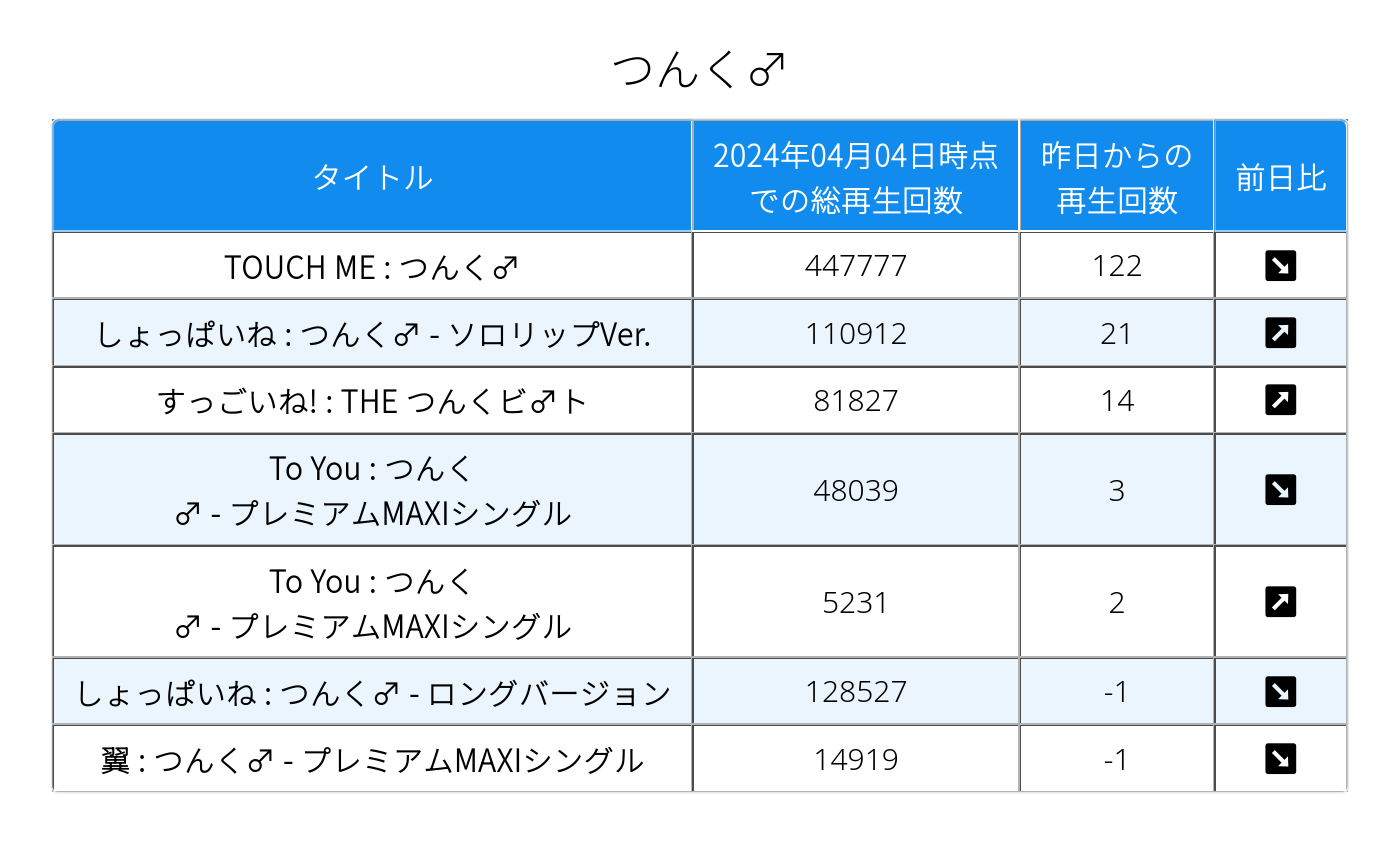 つんく♂
タイトル
2024年04月04日時点
での総再生回数
昨日からの
再生回数
前日比
TOUCH ME : つんく♂
447777
122
↘
しょっぱいね : つんく♂ - ソロリップVer.
110912
21
↗
すっごいね! : THE つんくビ♂ト
81827
14
↗
To You : つんく
♂ - プレミアムMAXIシングル
48039
3
↘
To You : つんく
♂ - プレミアムMAXIシングル
5231
2
↗
しょっぱいね : つんく♂ - ロングバージョン
128527
-1
↘
翼 : つんく♂ - プレミアムMAXIシングル
14919
-1
↘